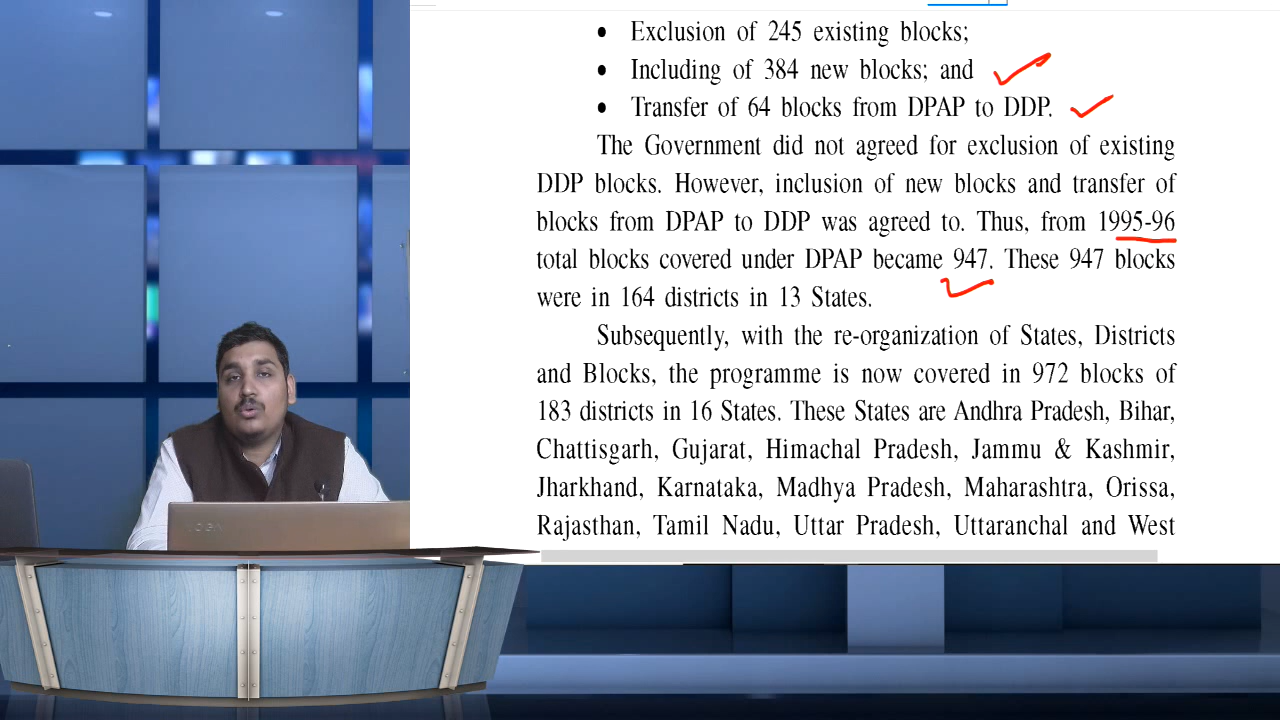 • Exclusion of 245 existing blocks;
• Including of 384 new blocks; and
• Transfer of 64 blocks from DPAP to DDP.
The Government did not agreed for exclusion of existing
DDP blocks. However, inclusion of new blocks and transfer of
blocks from DPAP to DDP was agreed to. Thus, from 1995-96
total blocks covered under DPAP became 947. These 947 blocks
were in 164 districts in 13 States.
Subsequently, with the re-organization of States, Districts
and Blocks, the programme is now covered in 972 blocks of
183 districts in 16 States. These States are Andhra Pradesh, Bihar,
Chattisgarh, Gujarat, Himachal Pradesh, Jammu & Kashmir,
Jharkhand, Karnataka, Madhya Pradesh, Maharashtra, Orissa,
Rajasthan, Tamil Nadu, Uttar Pradesh, Uttaranchal and West